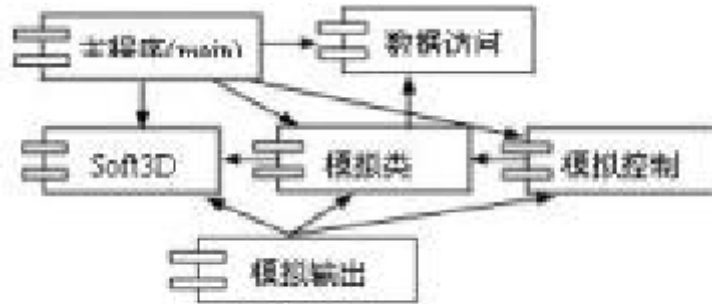 主程序(main)
数据访问
Soft3D
模拟类
模拟控制
模拟输出